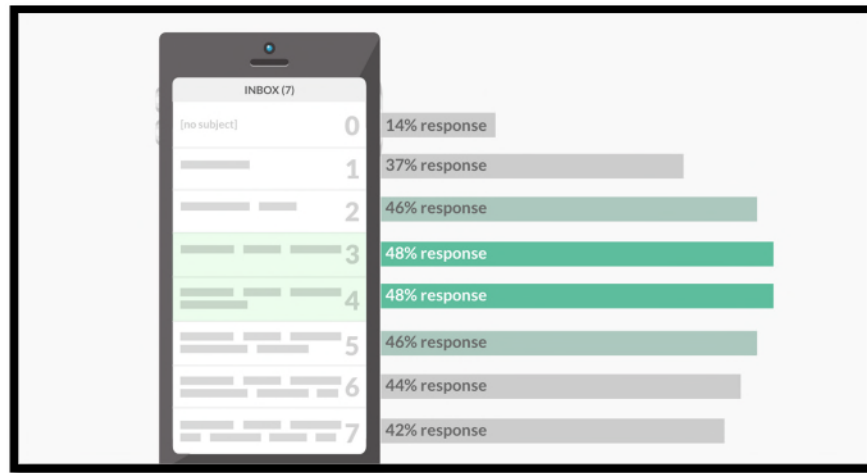 INBOX (7)
[no subject] 0 14% response
1 37% response
2 46% response
3 48% response
4 48% response
5 46% response
6 44% response
7 42% response